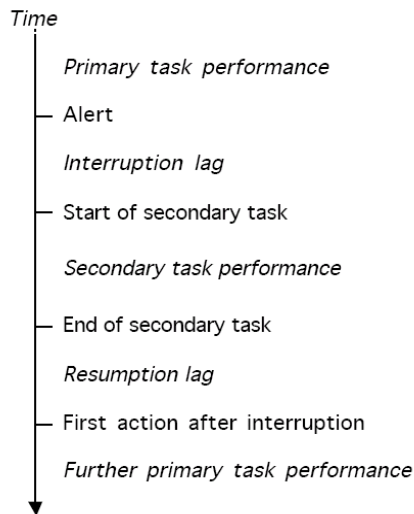 Time
Primary task performance
Alert
Interruption lag
Start of secondary task
Secondary task performance
End of secondary task
Resumption lag
First action after interruption
Further primary task performance